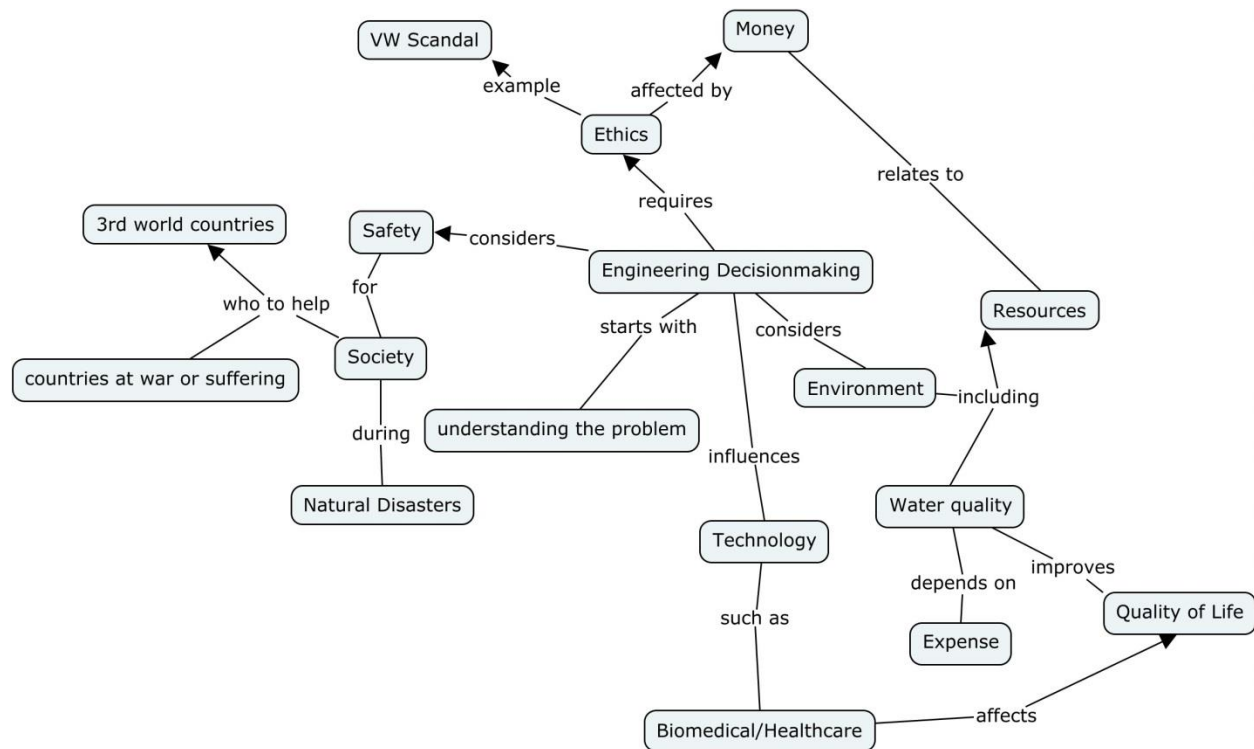 Money
VW Scandal
example
affected by
Ethics
relates to
requires
3rd world countries
Safety
considers
Engineering Decisionmaking
for
who to help
starts with
considers
Resources
Society
countries at war or suffering
Environment
including
during
understanding the problem
influences
Natural Disasters
Water quality
Technology
depends on
improves
such as
Quality of Life
Expense
Biomedical/Healthcare
affects